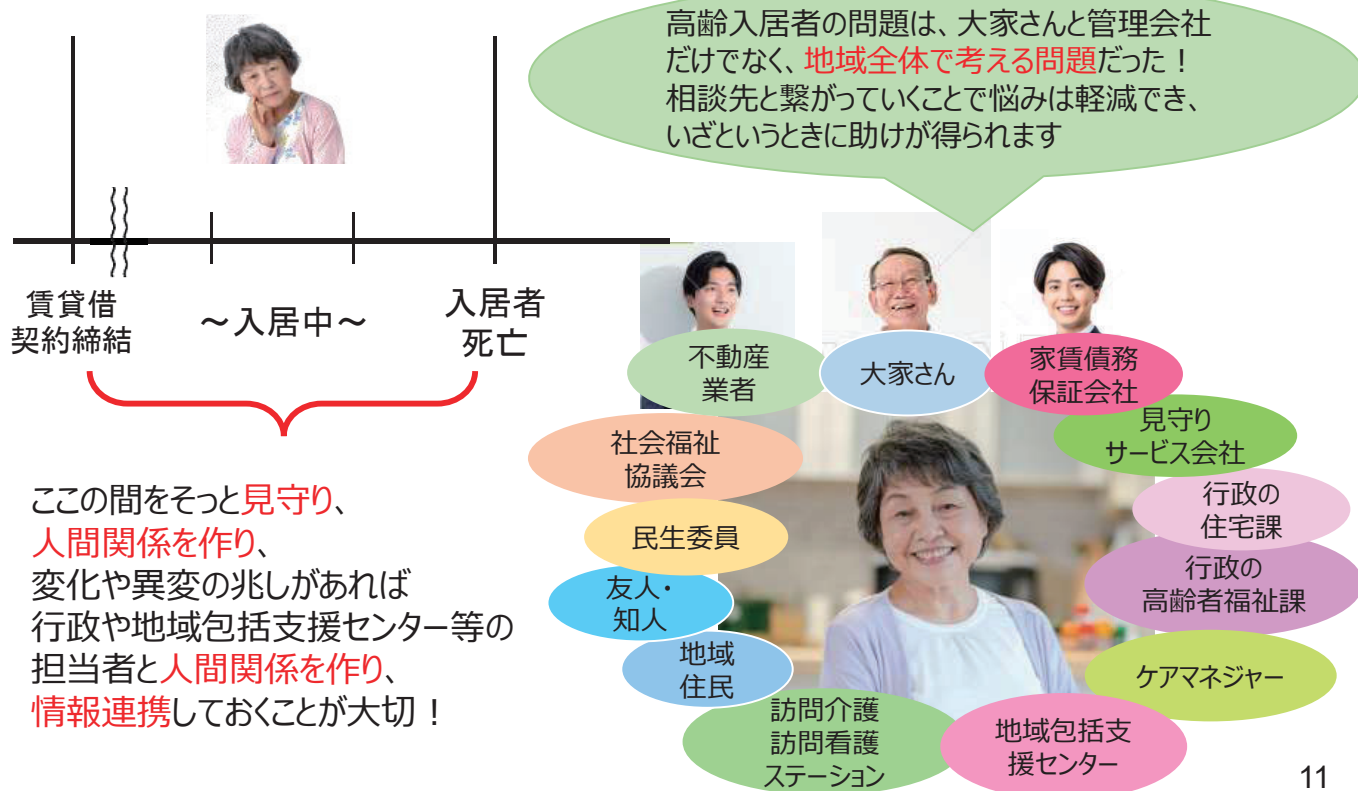 高齢入居者の問題は、大家さんと管理会社
だけでなく、地域全体で考える問題だった！
相談先と繋がっていくことで悩みは軽減でき、
いざというときに助けが得られます
賃貸借
契約締結
～入居中～
入居者
死亡
ここの間をそっと見守り、
人間関係を作り、
変化や異変の兆しがあれば
行政や地域包括支援センター等の
担当者と人間関係を作り、
情報連携しておくことが大切！
不動産
業者
大家さん
家賃債務
保証会社
見守り
サービス会社
社会福祉
協議会
行政の
住宅課
民生委員
行政の
高齢者福祉課
友人・
知人
地域
住民
ケアマネジャー
訪問介護
訪問看護
ステーション
地域包括支
援センター
11